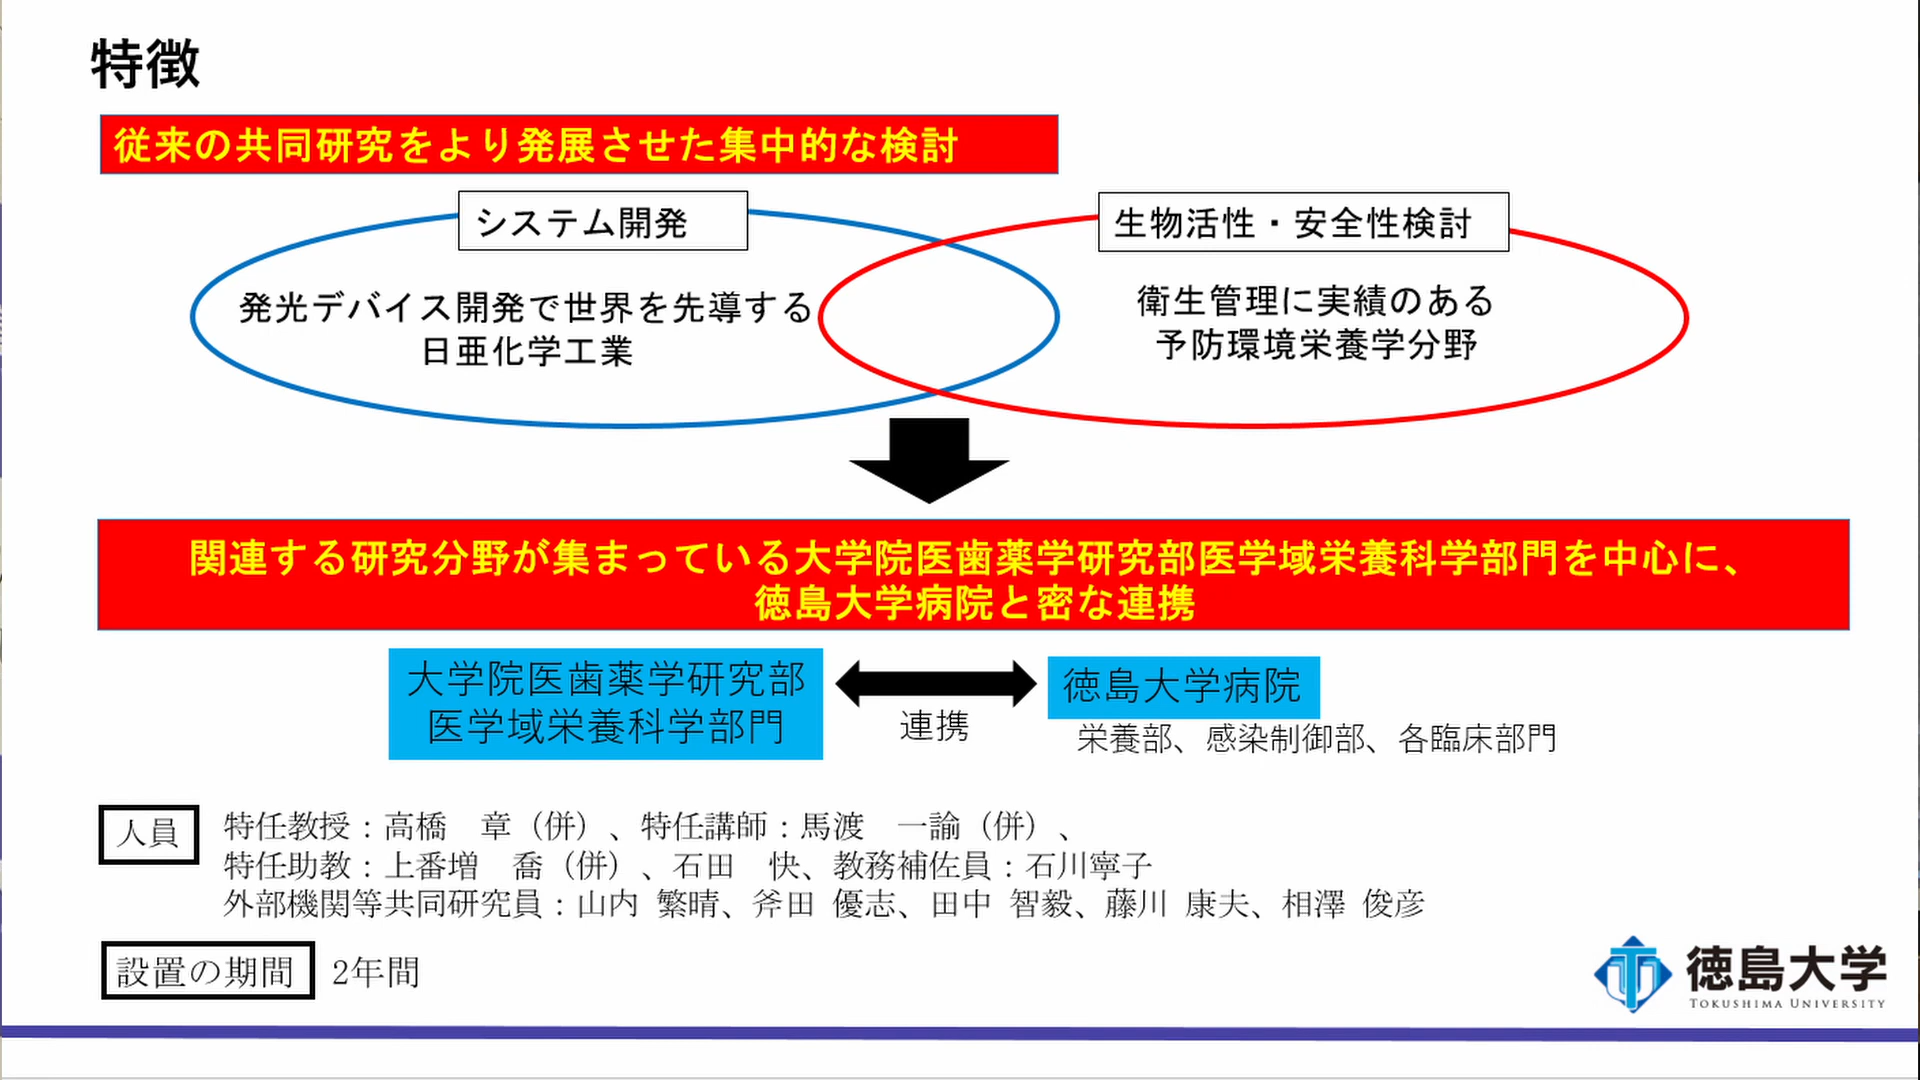 特徴
従来の共同研究をより発展させた集中的な検討
システム開発
生物活性・安全性検討
発光デバイス開発で世界を先導する
日亜化学工業
衛生管理に実績のある
予防環境栄養学分野
関連する研究分野が集まっている大学院医歯薬学研究部医学域栄養科学部門を中心に、
徳島大学病院と密な連携
大学院医歯薬学研究部
医学域栄養科学部門
連携
徳島大学病院
栄養部、感染制御部、各臨床部門
人員
特任教授：高橋　章（併）、特任講師：馬渡　一諭（併）、
特任助教：上番増　喬（併）、石田　快、教務補佐員：石川寧子
外部機関等共同研究員：山内 繁晴、斧田 優志、田中 智毅、藤川 康夫、相澤 俊彦
設置の期間
2年間
徳島大学
TOKUSHIMA UNIVERSITY